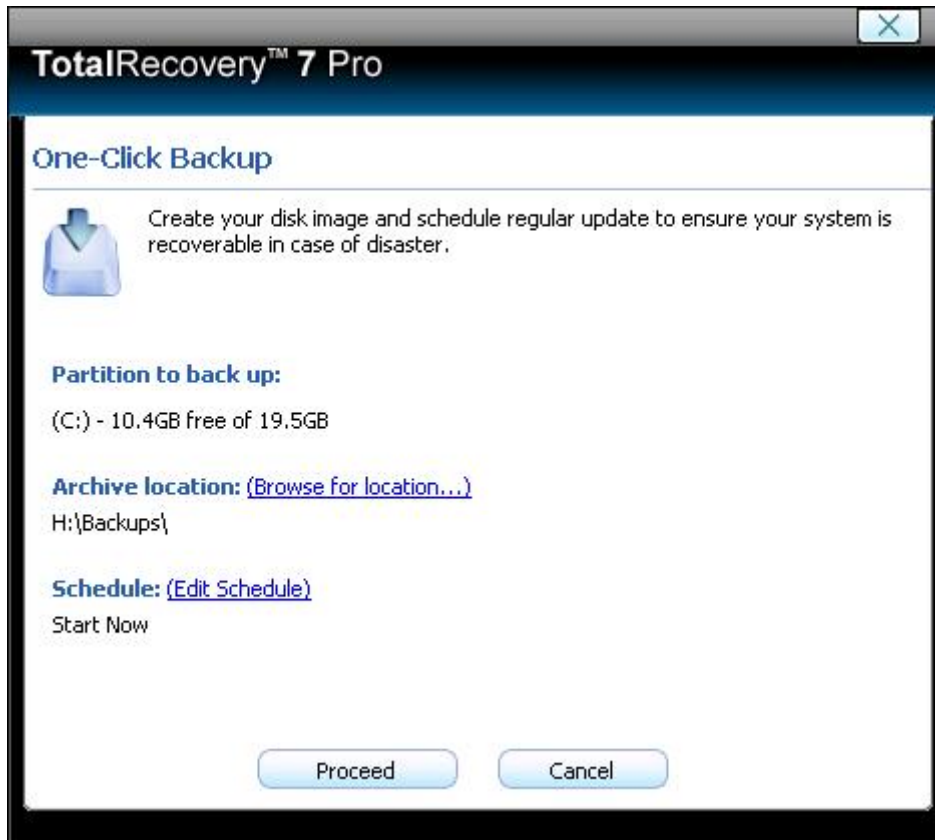 TotalRecovery™ 7 Pro
One-Click Backup
Create your disk image and schedule regular update to ensure your system is
recoverable in case of disaster.
Partition to back up:
(C:) - 10.4GB free of 19.5GB
Archive location: (Browse for location...)
H:\Backups\
Schedule: (Edit Schedule)
Start Now
Proceed Cancel